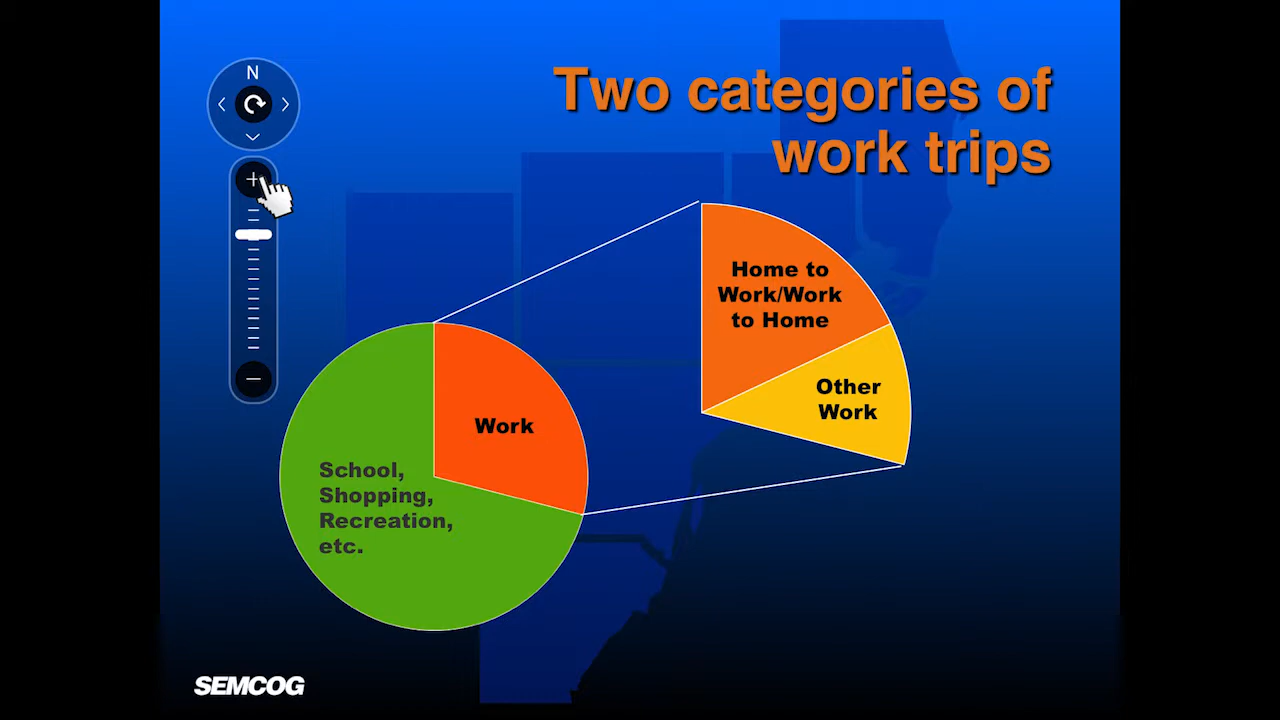 Two categories of
work trips
N
Home to
Work/Work
to Home
Other
Work
Work
School,
Shopping,
Recreation,
etc.
SEMCOG